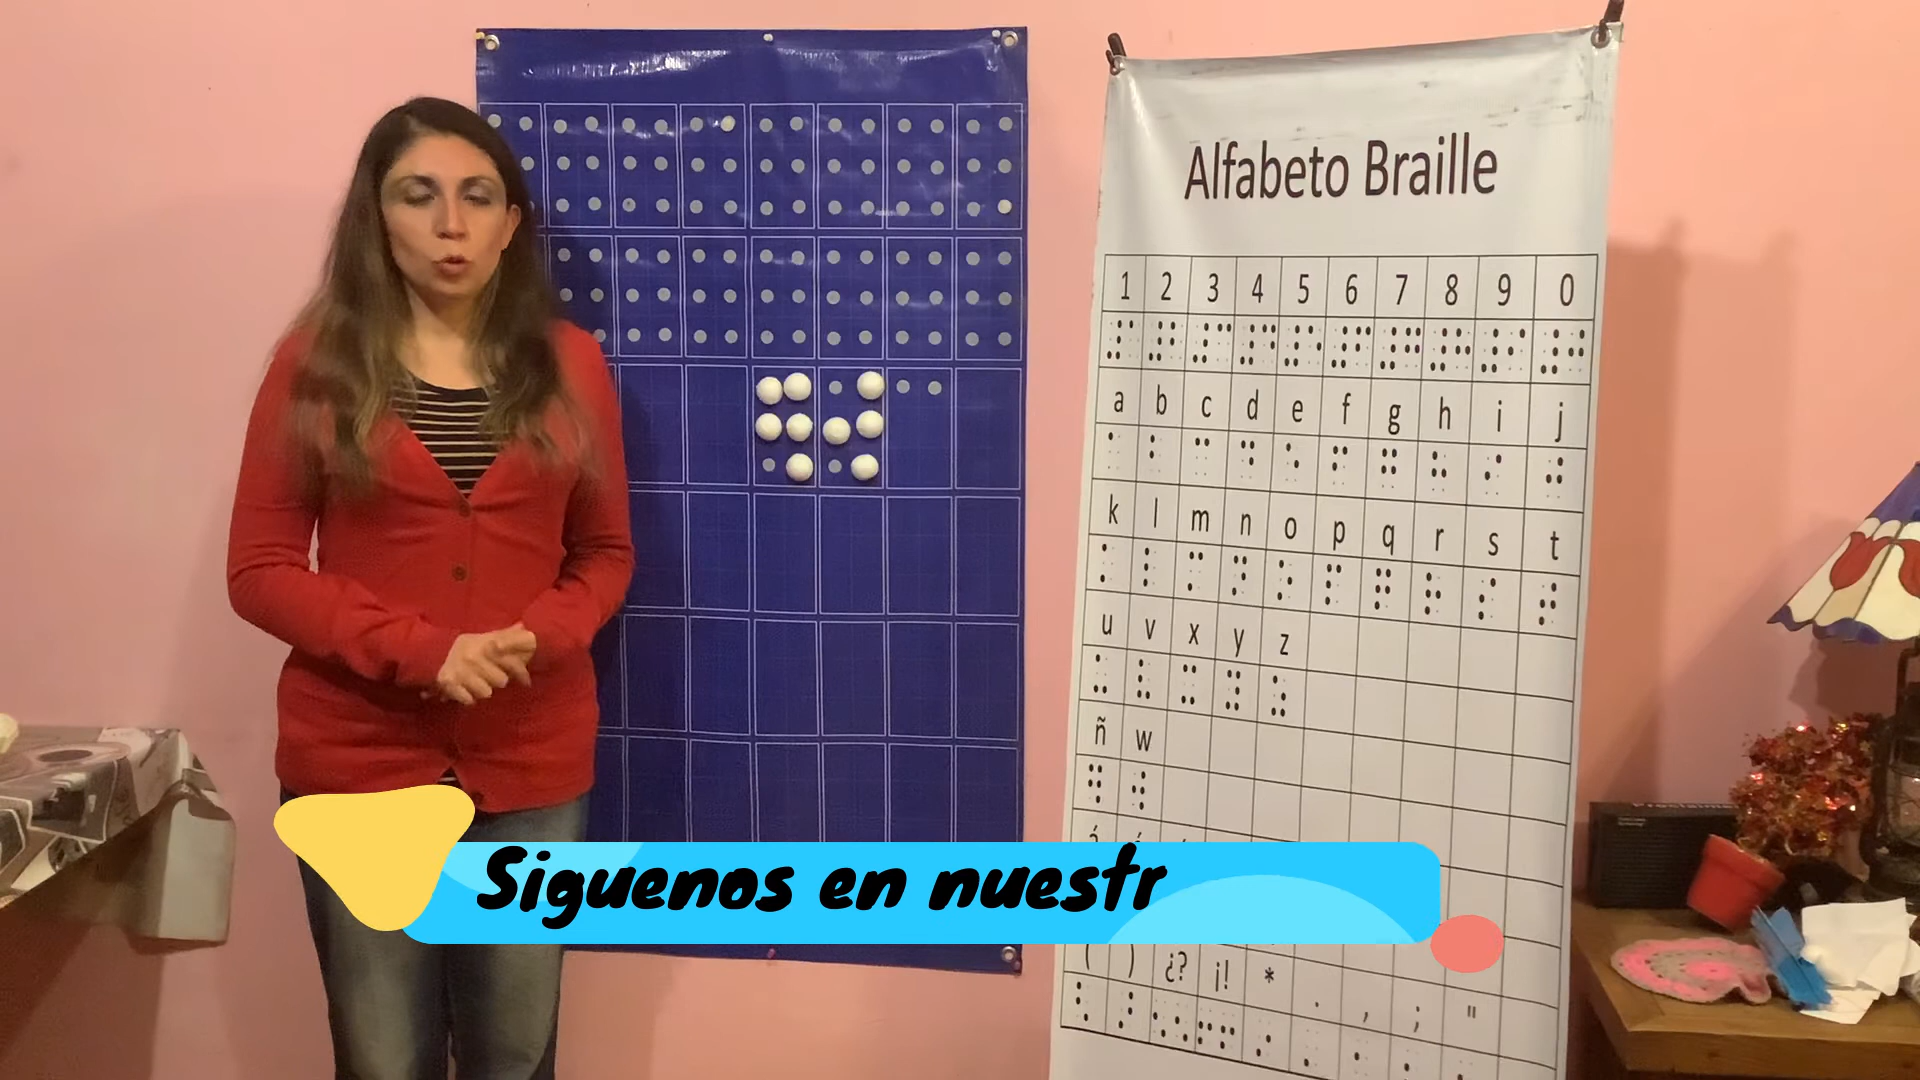 Alfabeto Braille
1 2 3 4 5 6 7 8 9 0
a b c d e f g h i j
k l m n o p q r s t
u v x y z
ñ w
( ) ¿? ¡! * . , ; "
Siguenos en nuestr